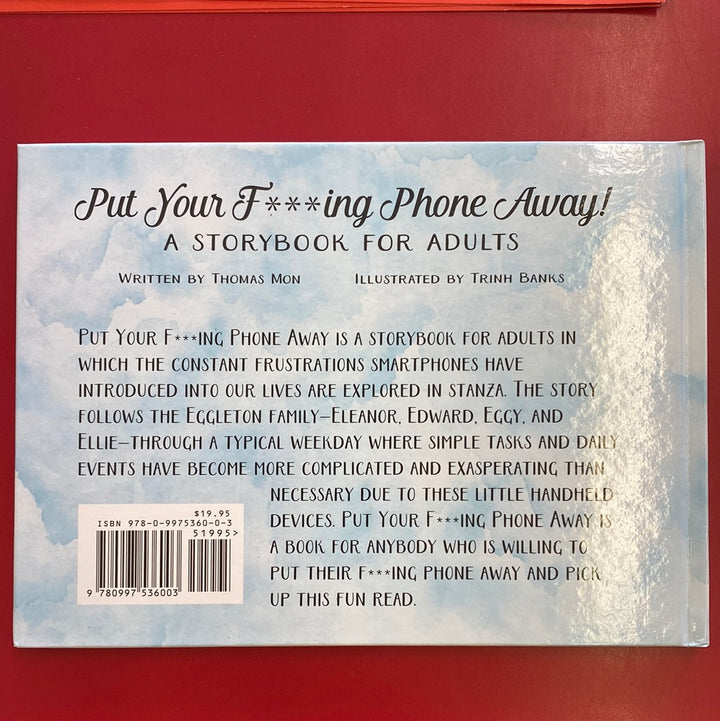 Put Your F***ing Phone Away!
A STORYBOOK FOR ADULTS
WRITTEN BY THOMAS MON ILLUSTRATED BY TRINH BANKS
PUT YOUR F***ING PHONE AWAY IS A STORYBOOK FOR ADULTS IN
WHICH THE CONSTANT FRUSTRATIONS SMARTPHONES HAVE
INTRODUCED INTO OUR LIVES ARE EXPLORED IN STANZA. THE STORY
FOLLOWS THE EGGLETON FAMILY—ELEANOR, EDWARD, EGGY, AND
ELLIE—THROUGH A TYPICAL WEEKDAY WHERE SIMPLE TASKS AND DAILY
EVENTS HAVE BECOME MORE COMPLICATED AND EXASPERATING THAN
NECESSARY DUE TO THESE LITTLE HANDHELD
DEVICES. PUT YOUR F***ING PHONE AWAY IS
A BOOK FOR ANYBODY WHO IS WILLING TO
PUT THEIR F***ING PHONE AWAY AND PICK
UP THIS FUN READ.
$19.95
ISBN 978-0-9975360-0-3
51995>
9 780997 536003